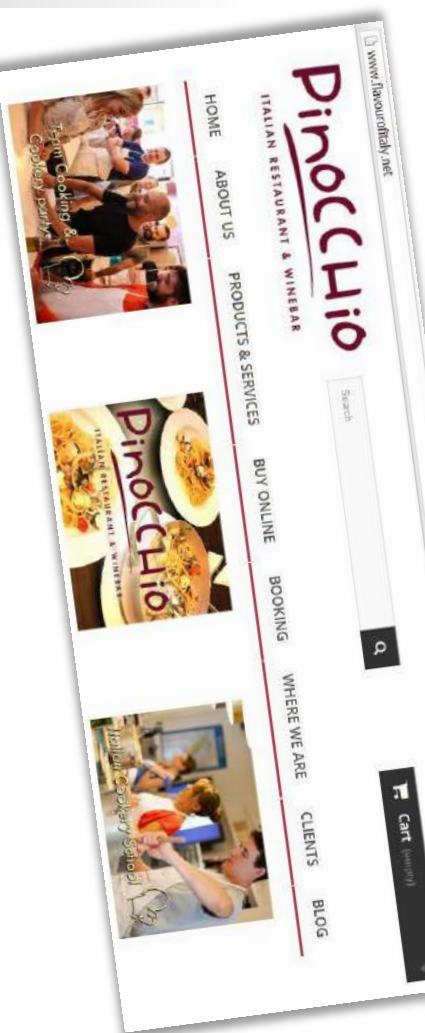 www.flavourofitaly.net
PinOCCHiO
ITALIAN RESTAURANT & WINEBAR
Search
Cart (empty)
HOME ABOUT US PRODUCTS & SERVICES BUY ONLINE BOOKING WHERE WE ARE CLIENTS BLOG
Team Cooking &
Cookery party
PinOCCHiO
ITALIAN RESTAURANT & WINEBAR
Italian Cookery School